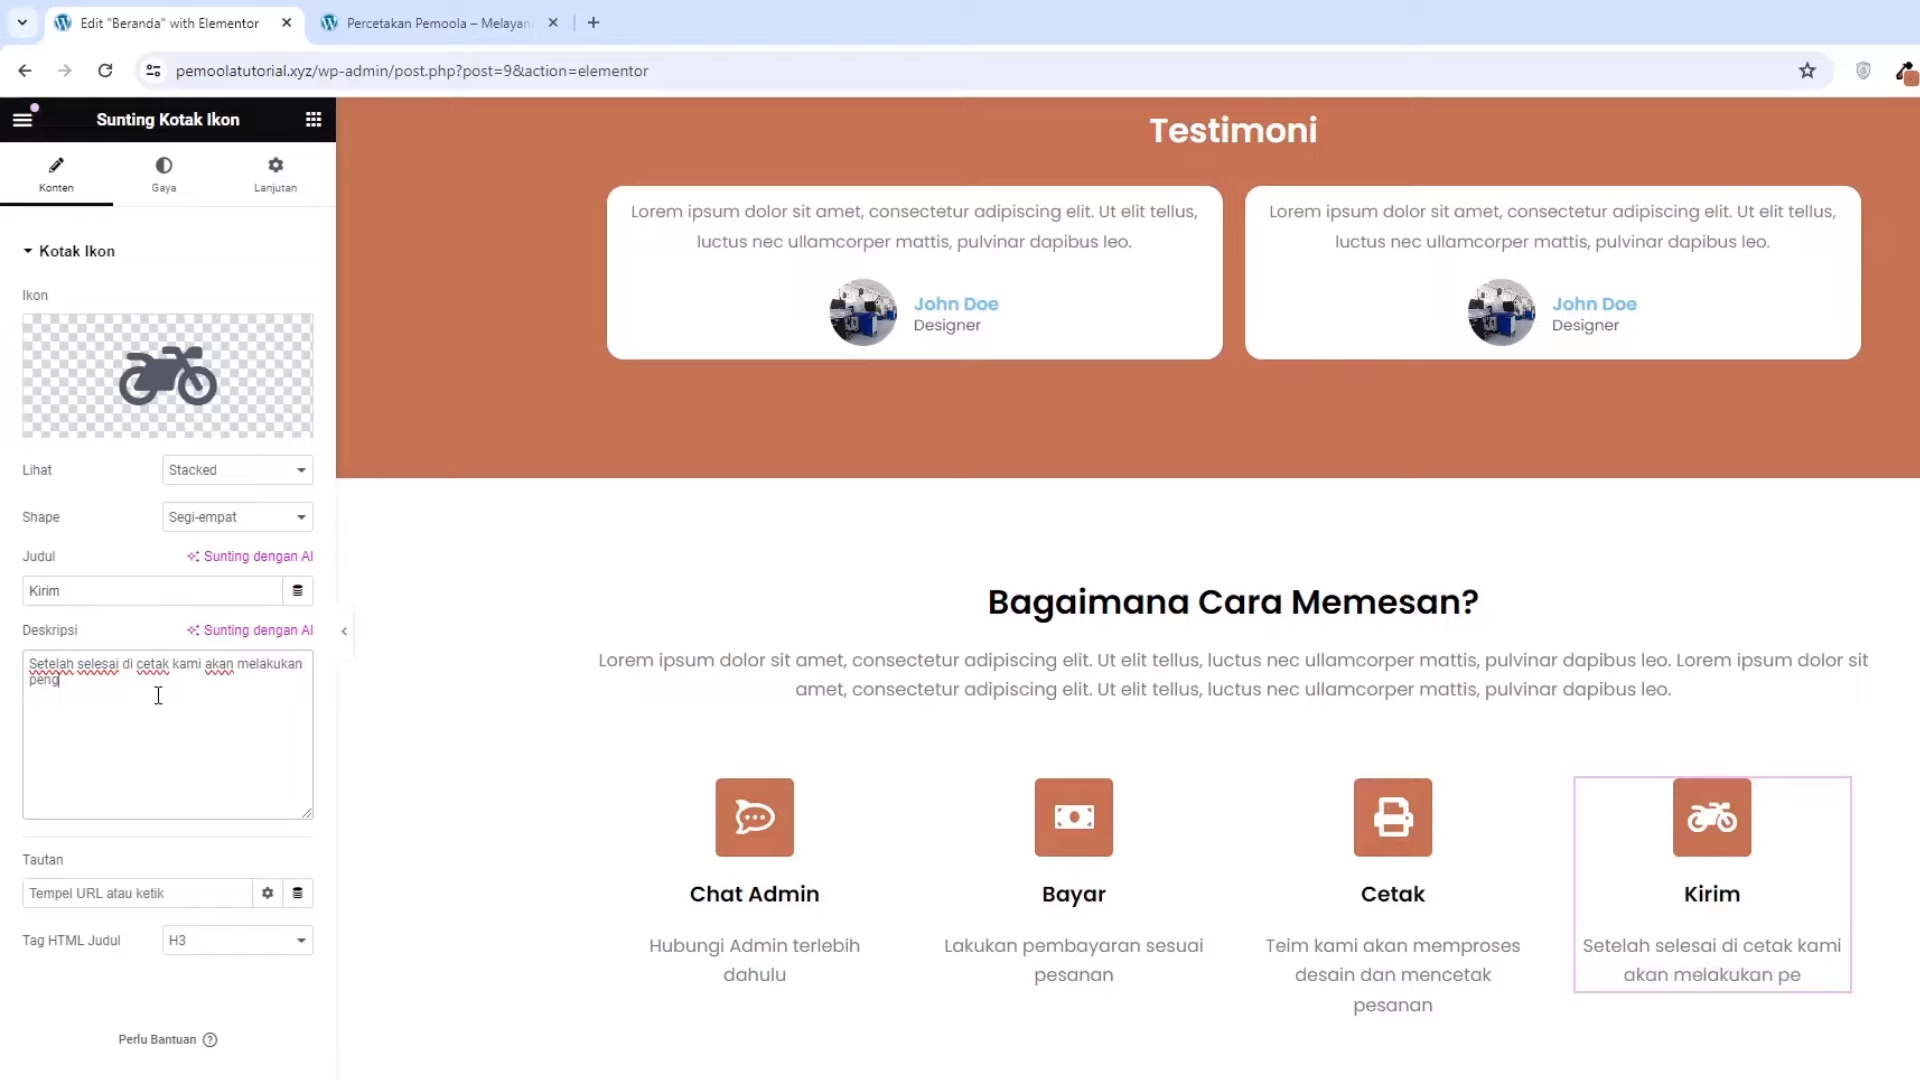 Edit "Beranda" with Elementor
Percetakan Pemoola – Melayan
pemoolatutorial.xyz/wp-admin/post.php?post=9&action=elementor
Sunting Kotak Ikon
Konten
Gaya
Lanjutan
Kotak Ikon
Ikon
Lihat
Stacked
Shape
Segi-empat
Judul
Sunting dengan AI
Kirim
Deskripsi
Sunting dengan AI
Setelah selesai di cetak kami akan melakukan
peng
Tautan
Tempel URL atau ketik
Tag HTML Judul
H3
Perlu Bantuan ?
Testimoni
Lorem ipsum dolor sit amet, consectetur adipiscing elit. Ut elit tellus,
luctus nec ullamcorper mattis, pulvinar dapibus leo.
John Doe
Designer
Lorem ipsum dolor sit amet, consectetur adipiscing elit. Ut elit tellus,
luctus nec ullamcorper mattis, pulvinar dapibus leo.
John Doe
Designer
Bagaimana Cara Memesan?
Lorem ipsum dolor sit amet, consectetur adipiscing elit. Ut elit tellus, luctus nec ullamcorper mattis, pulvinar dapibus leo. Lorem ipsum dolor sit
amet, consectetur adipiscing elit. Ut elit tellus, luctus nec ullamcorper mattis, pulvinar dapibus leo.
Chat Admin
Hubungi Admin terlebih
dahulu
Bayar
Lakukan pembayaran sesuai
pesanan
Cetak
Teim kami akan memproses
desain dan mencetak
pesanan
Kirim
Setelah selesai di cetak kami
akan melakukan pe